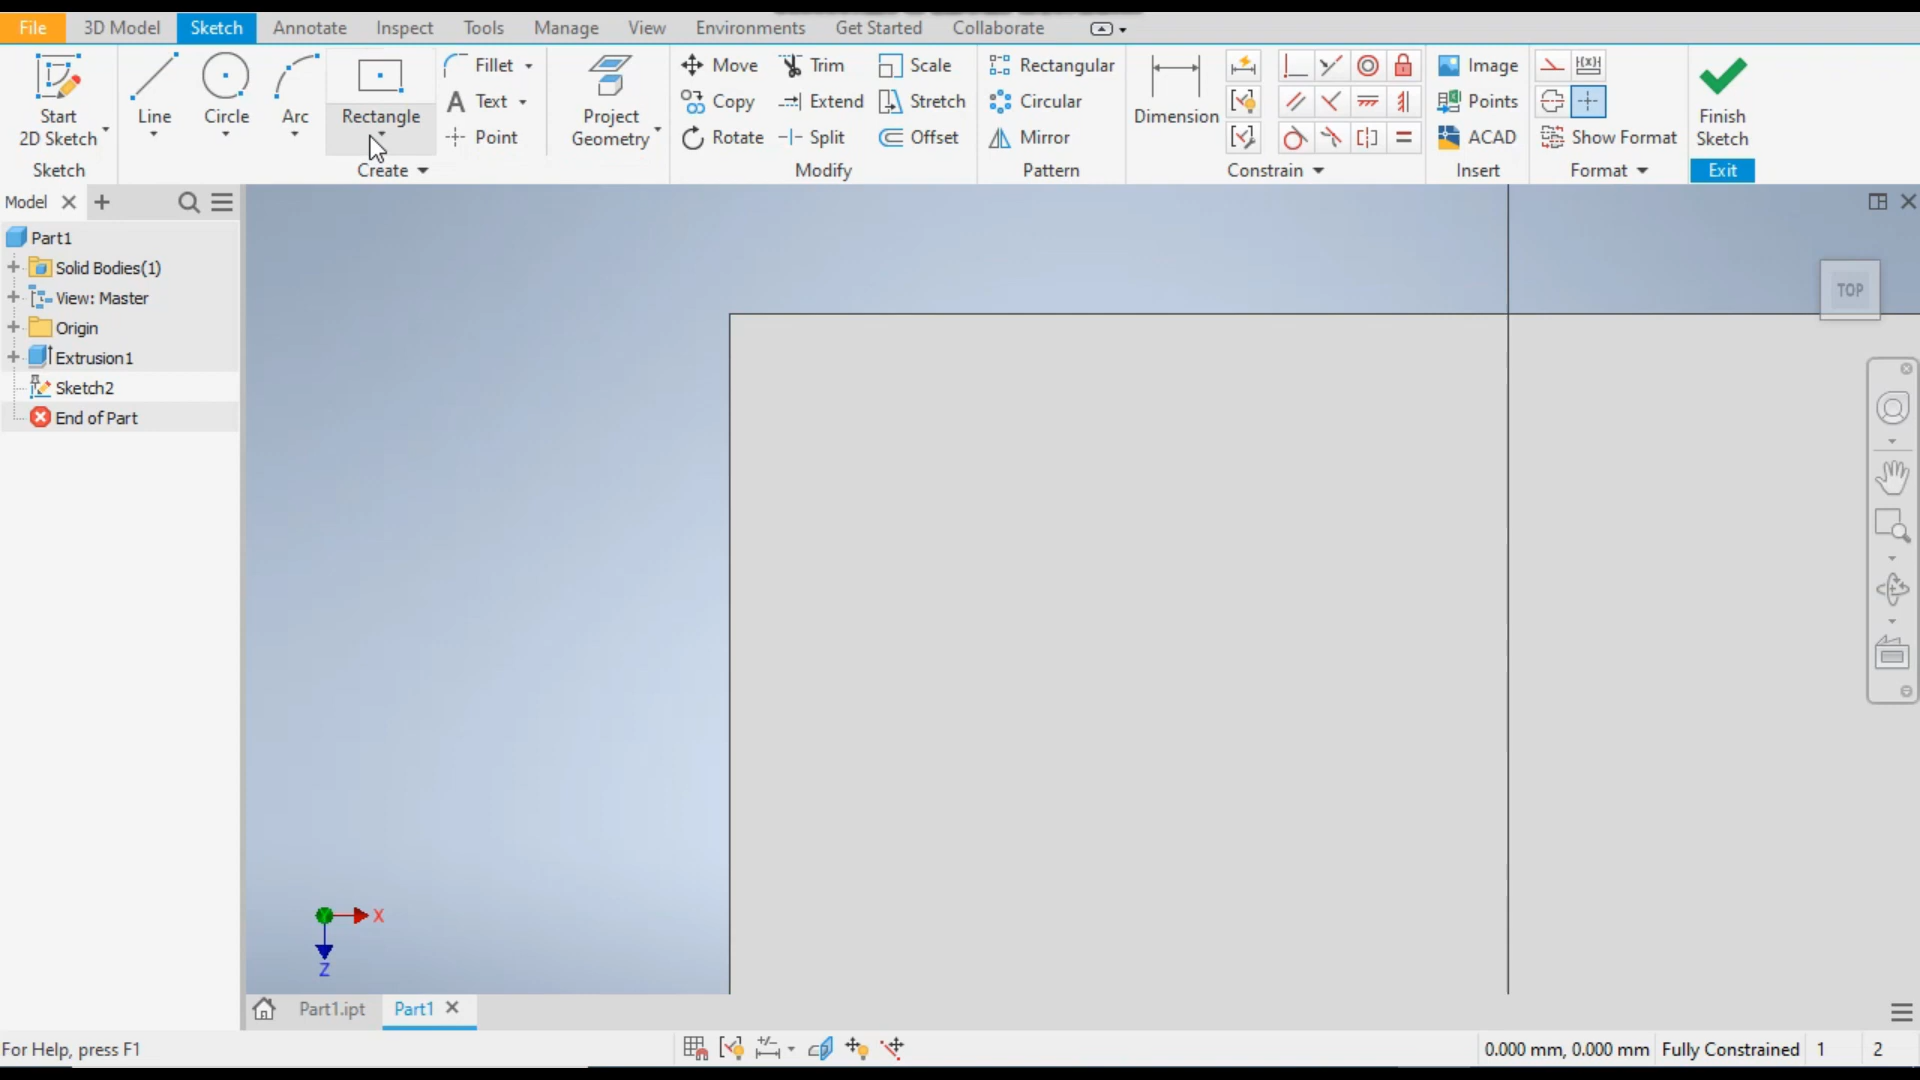 File 3D Model Sketch Annotate Inspect Tools Manage View Environments Get Started Collaborate
Start 2D Sketch
Line
Circle
Arc
Rectangle
Fillet
Text
Point
Project Geometry
Move
Copy
Rotate
Trim
Extend
Split
Scale
Stretch
Offset
Rectangular
Circular
Mirror
Dimension
Image
Points
ACAD
Show Format
Finish Sketch
Sketch Create Modify Pattern Constrain Insert Format Exit
Model
Part1
Solid Bodies(1)
View: Master
Origin
Extrusion1
Sketch2
End of Part
TOP
X
Z
Part1.ipt Part1
For Help, press F1
0.000 mm, 0.000 mm Fully Constrained 1 2